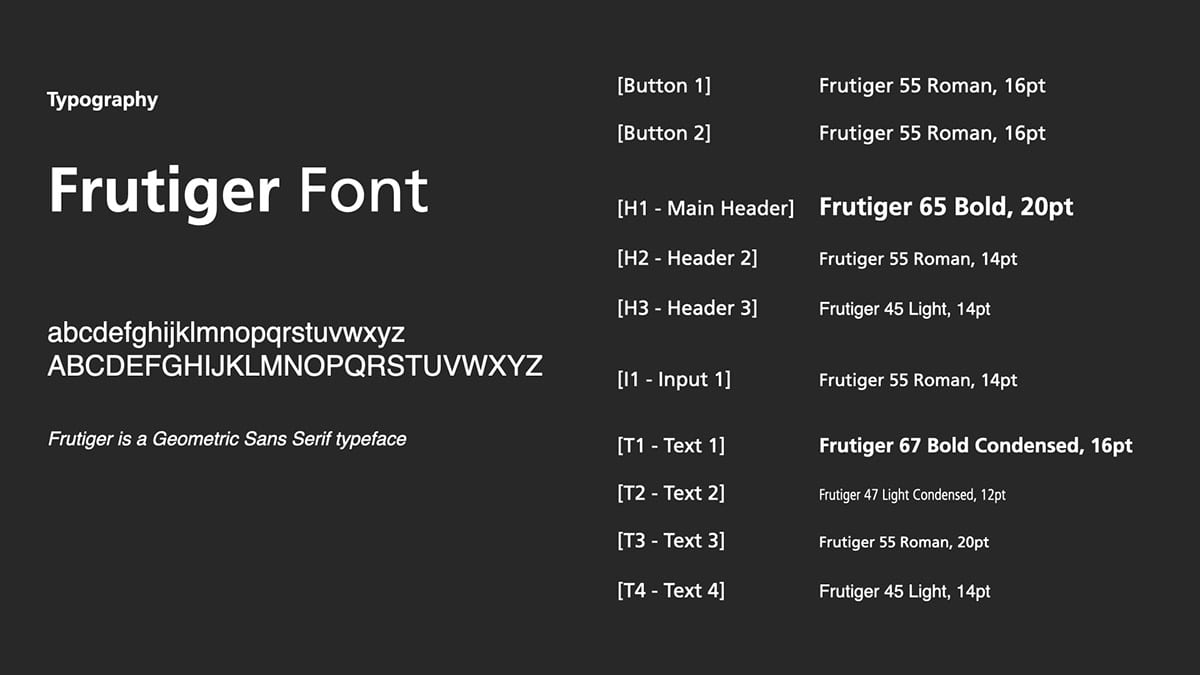 Typography
Frutiger Font
abcdefghijklmnopqrstuvwxyz
ABCDEFGHIJKLMNOPQRSTUVWXYZ
Frutiger is a Geometric Sans Serif typeface
[Button 1] Frutiger 55 Roman, 16pt
[Button 2] Frutiger 55 Roman, 16pt
[H1 - Main Header] Frutiger 65 Bold, 20pt
[H2 - Header 2] Frutiger 55 Roman, 14pt
[H3 - Header 3] Frutiger 45 Light, 14pt
[I1 - Input 1] Frutiger 55 Roman, 14pt
[T1 - Text 1] Frutiger 67 Bold Condensed, 16pt
[T2 - Text 2] Frutiger 47 Light Condensed, 12pt
[T3 - Text 3] Frutiger 55 Roman, 20pt
[T4 - Text 4] Frutiger 45 Light, 14pt